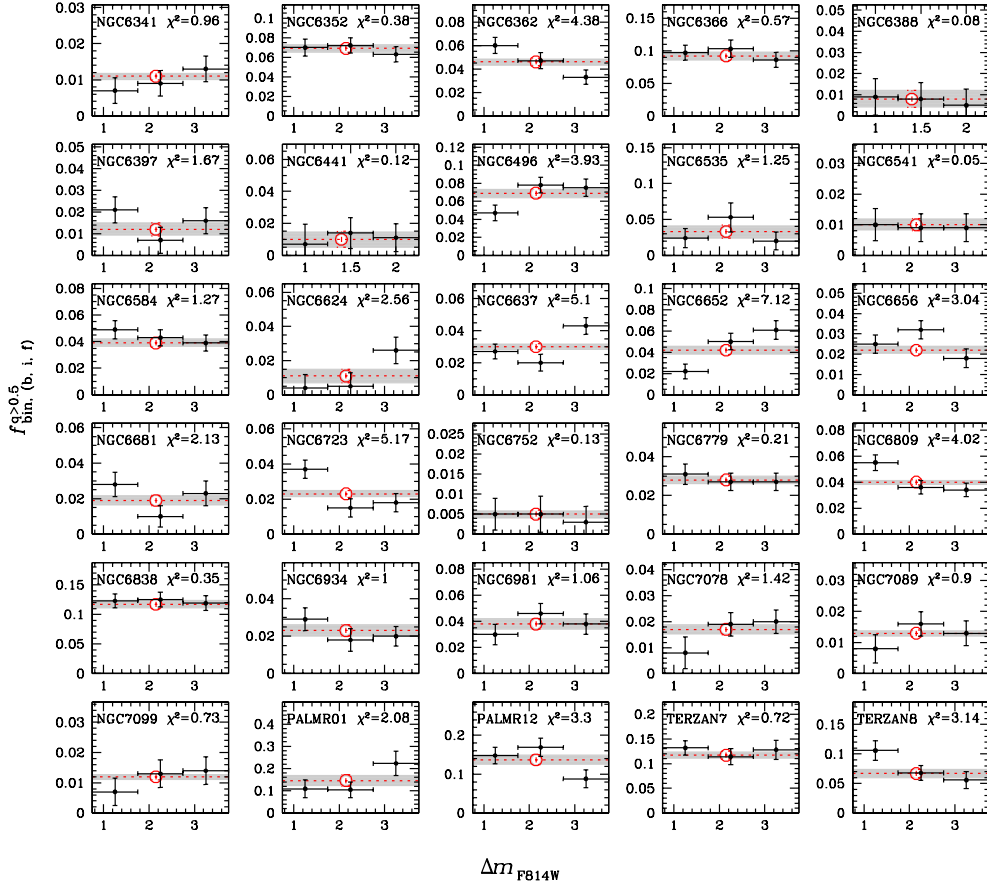 NGC6341 χ²=0.96
0.03
0.02
0.01
0
1 2 3
NGC6352 χ²=0.38
0.1
0.08
0.06
0.04
0.02
0
1 2 3
NGC6362 χ²=4.38
0.08
0.06
0.04
0.02
0
1 2 3
NGC6366 χ²=0.57
0.15
0.1
0.05
0
1 2 3
NGC6388 χ²=0.08
0.05
0.04
0.03
0.02
0.01
0
1 1.5 2
NGC6397 χ²=1.67
0.05
0.04
0.03
0.02
0.01
0
1 2 3
NGC6441 χ²=0.12
0.06
0.04
0.02
0
1 1.5 2
NGC6496 χ²=3.93
0.12
0.1
0.08
0.06
0.04
0.02
0
1 2 3
NGC6535 χ²=1.25
0.15
0.1
0.05
0
1 2 3
NGC6541 χ²=0.05
0.03
0.02
0.01
0
1 2 3
NGC6584 χ²=1.27
0.06
0.04
0.02
0
1 2 3
NGC6624 χ²=2.56
0.06
0.04
0.02
0
1 2 3
NGC6637 χ²=5.1
0.06
0.04
0.02
0
1 2 3
NGC6652 χ²=7.12
0.1
0.08
0.06
0.04
0.02
0
1 2 3
NGC6656 χ²=3.04
0.05
0.04
0.03
0.02
0.01
0
1 2 3
f q>0.5 bin, (b, i, f)
NGC6681 χ²=2.13
0.06
0.04
0.02
0
1 2 3
NGC6723 χ²=5.17
0.06
0.04
0.02
0
1 2 3
NGC6752 χ²=0.13
0.025
0.02
0.015
0.01
0.005
0
1 2 3
NGC6779 χ²=0.21
0.04
0.02
0
1 2 3
NGC6809 χ²=4.02
0.08
0.06
0.04
0.02
0
1 2 3
NGC6838 χ²=0.35
0.15
0.1
0.05
0
1 2 3
NGC6934 χ²=1
0.04
0.02
0
1 2 3
NGC6981 χ²=1.06
0.08
0.06
0.04
0.02
0
1 2 3
NGC7078 χ²=1.42
0.04
0.02
0
1 2 3
NGC7089 χ²=0.9
0.03
0.02
0.01
0
1 2 3
NGC7099 χ²=0.73
0.03
0.02
0.01
0
1 2 3
PALMR01 χ²=2.08
0.4
0.3
0.2
0.1
0
1 2 3
PALMR12 χ²=3.3
0.2
0.1
0
1 2 3
TERZAN7 χ²=0.72
0.2
0.15
0.1
0.05
0
1 2 3
TERZAN8 χ²=3.14
0.15
0.1
0.05
0
1 2 3
Δm F814W